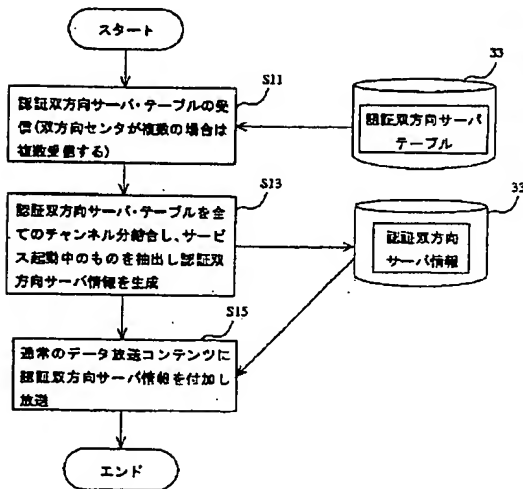 スタート
S11
認証双方向サーバ・テーブルの受
信(双方向センタが複数の場合は
複数受信する)
33
認証双方向サーバ
テーブル
S13
認証双方向サーバ・テーブルを全
てのチャンネル分結合し、サービ
ス起動中のものを抽出し認証双
方向サーバ情報を生成
33
認証双方向
サーバ情報
S15
通常のデータ放送コンテンツに
認証双方向サーバ情報を付加し
放送
エンド